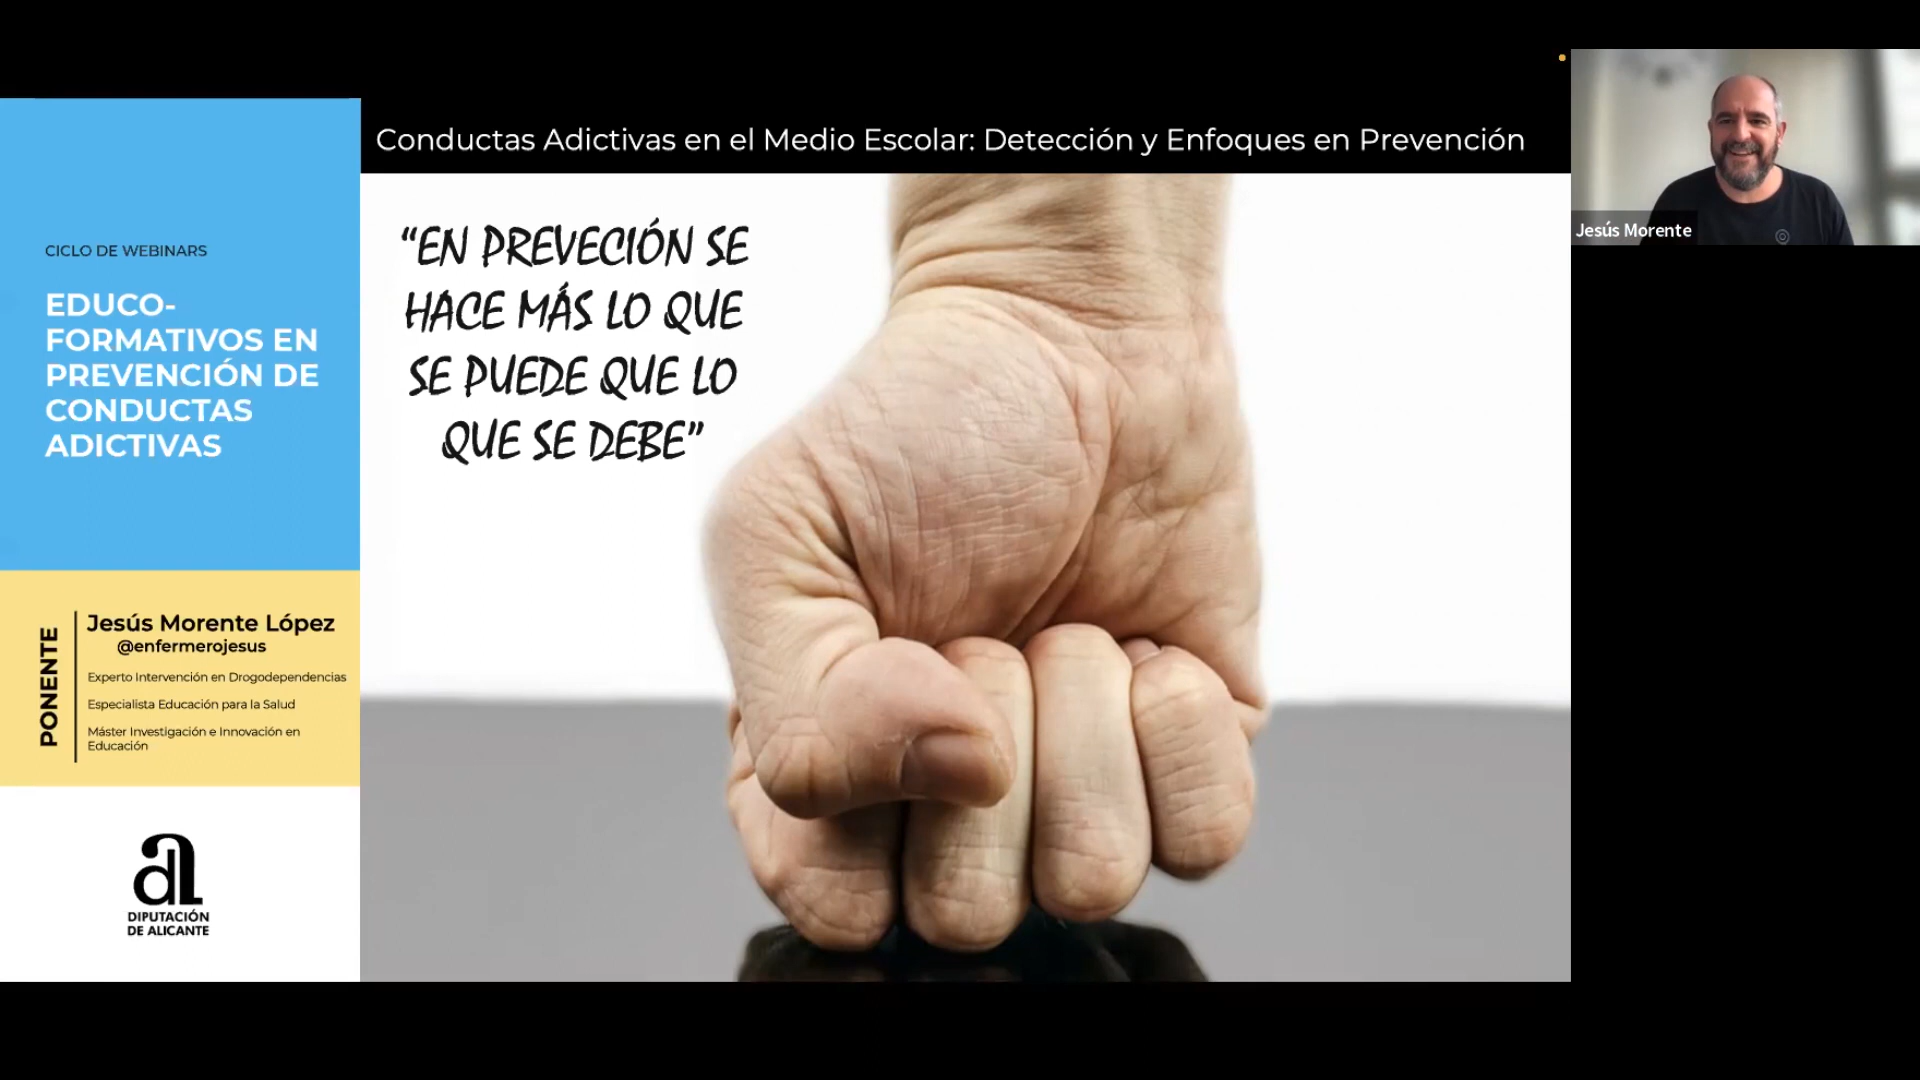 CICLO DE WEBINARS
EDUCO-
FORMATIVOS EN
PREVENCIÓN DE
CONDUCTAS
ADICTIVAS
PONENTE
Jesús Morente López
@enfermerojesus
Experto Intervención en Drogodependencias
Especialista Educación para la Salud
Máster Investigación e Innovación en
Educación
DIPUTACIÓN
DE ALICANTE
Conductas Adictivas en el Medio Escolar: Detección y Enfoques en Prevención
“EN PREVECIÓN SE
HACE MÁS LO QUE
SE PUEDE QUE LO
QUE SE DEBE”
Jesús Morente